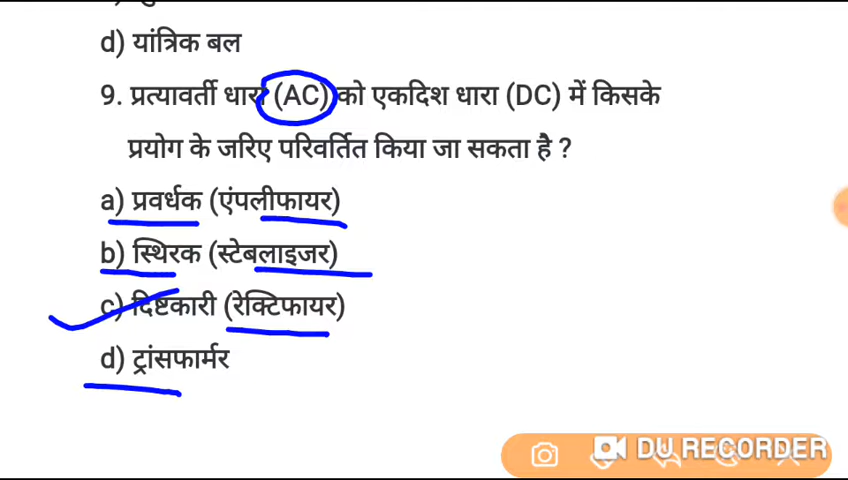 d) यांत्रिक बल
9. प्रत्यावर्ती धारा (AC) को एकदिश धारा (DC) में किसके
प्रयोग के जरिए परिवर्तित किया जा सकता है ?
a) प्रवर्धक (एंपलीफायर)
b) स्थिरक (स्टेबलाइजर)
c) दिष्टकारी (रेक्टिफायर)
d) ट्रांसफार्मर
DU RECORDER